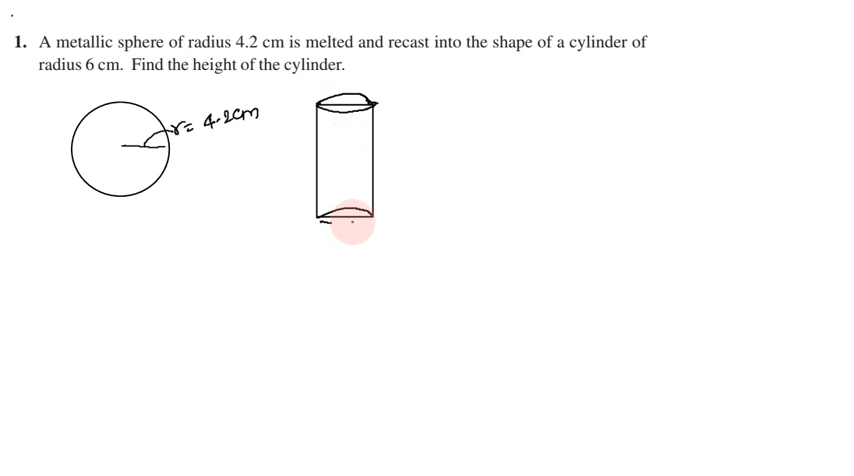 1. A metallic sphere of radius 4.2 cm is melted and recast into the shape of a cylinder of
radius 6 cm. Find the height of the cylinder.
r= 4.2cm